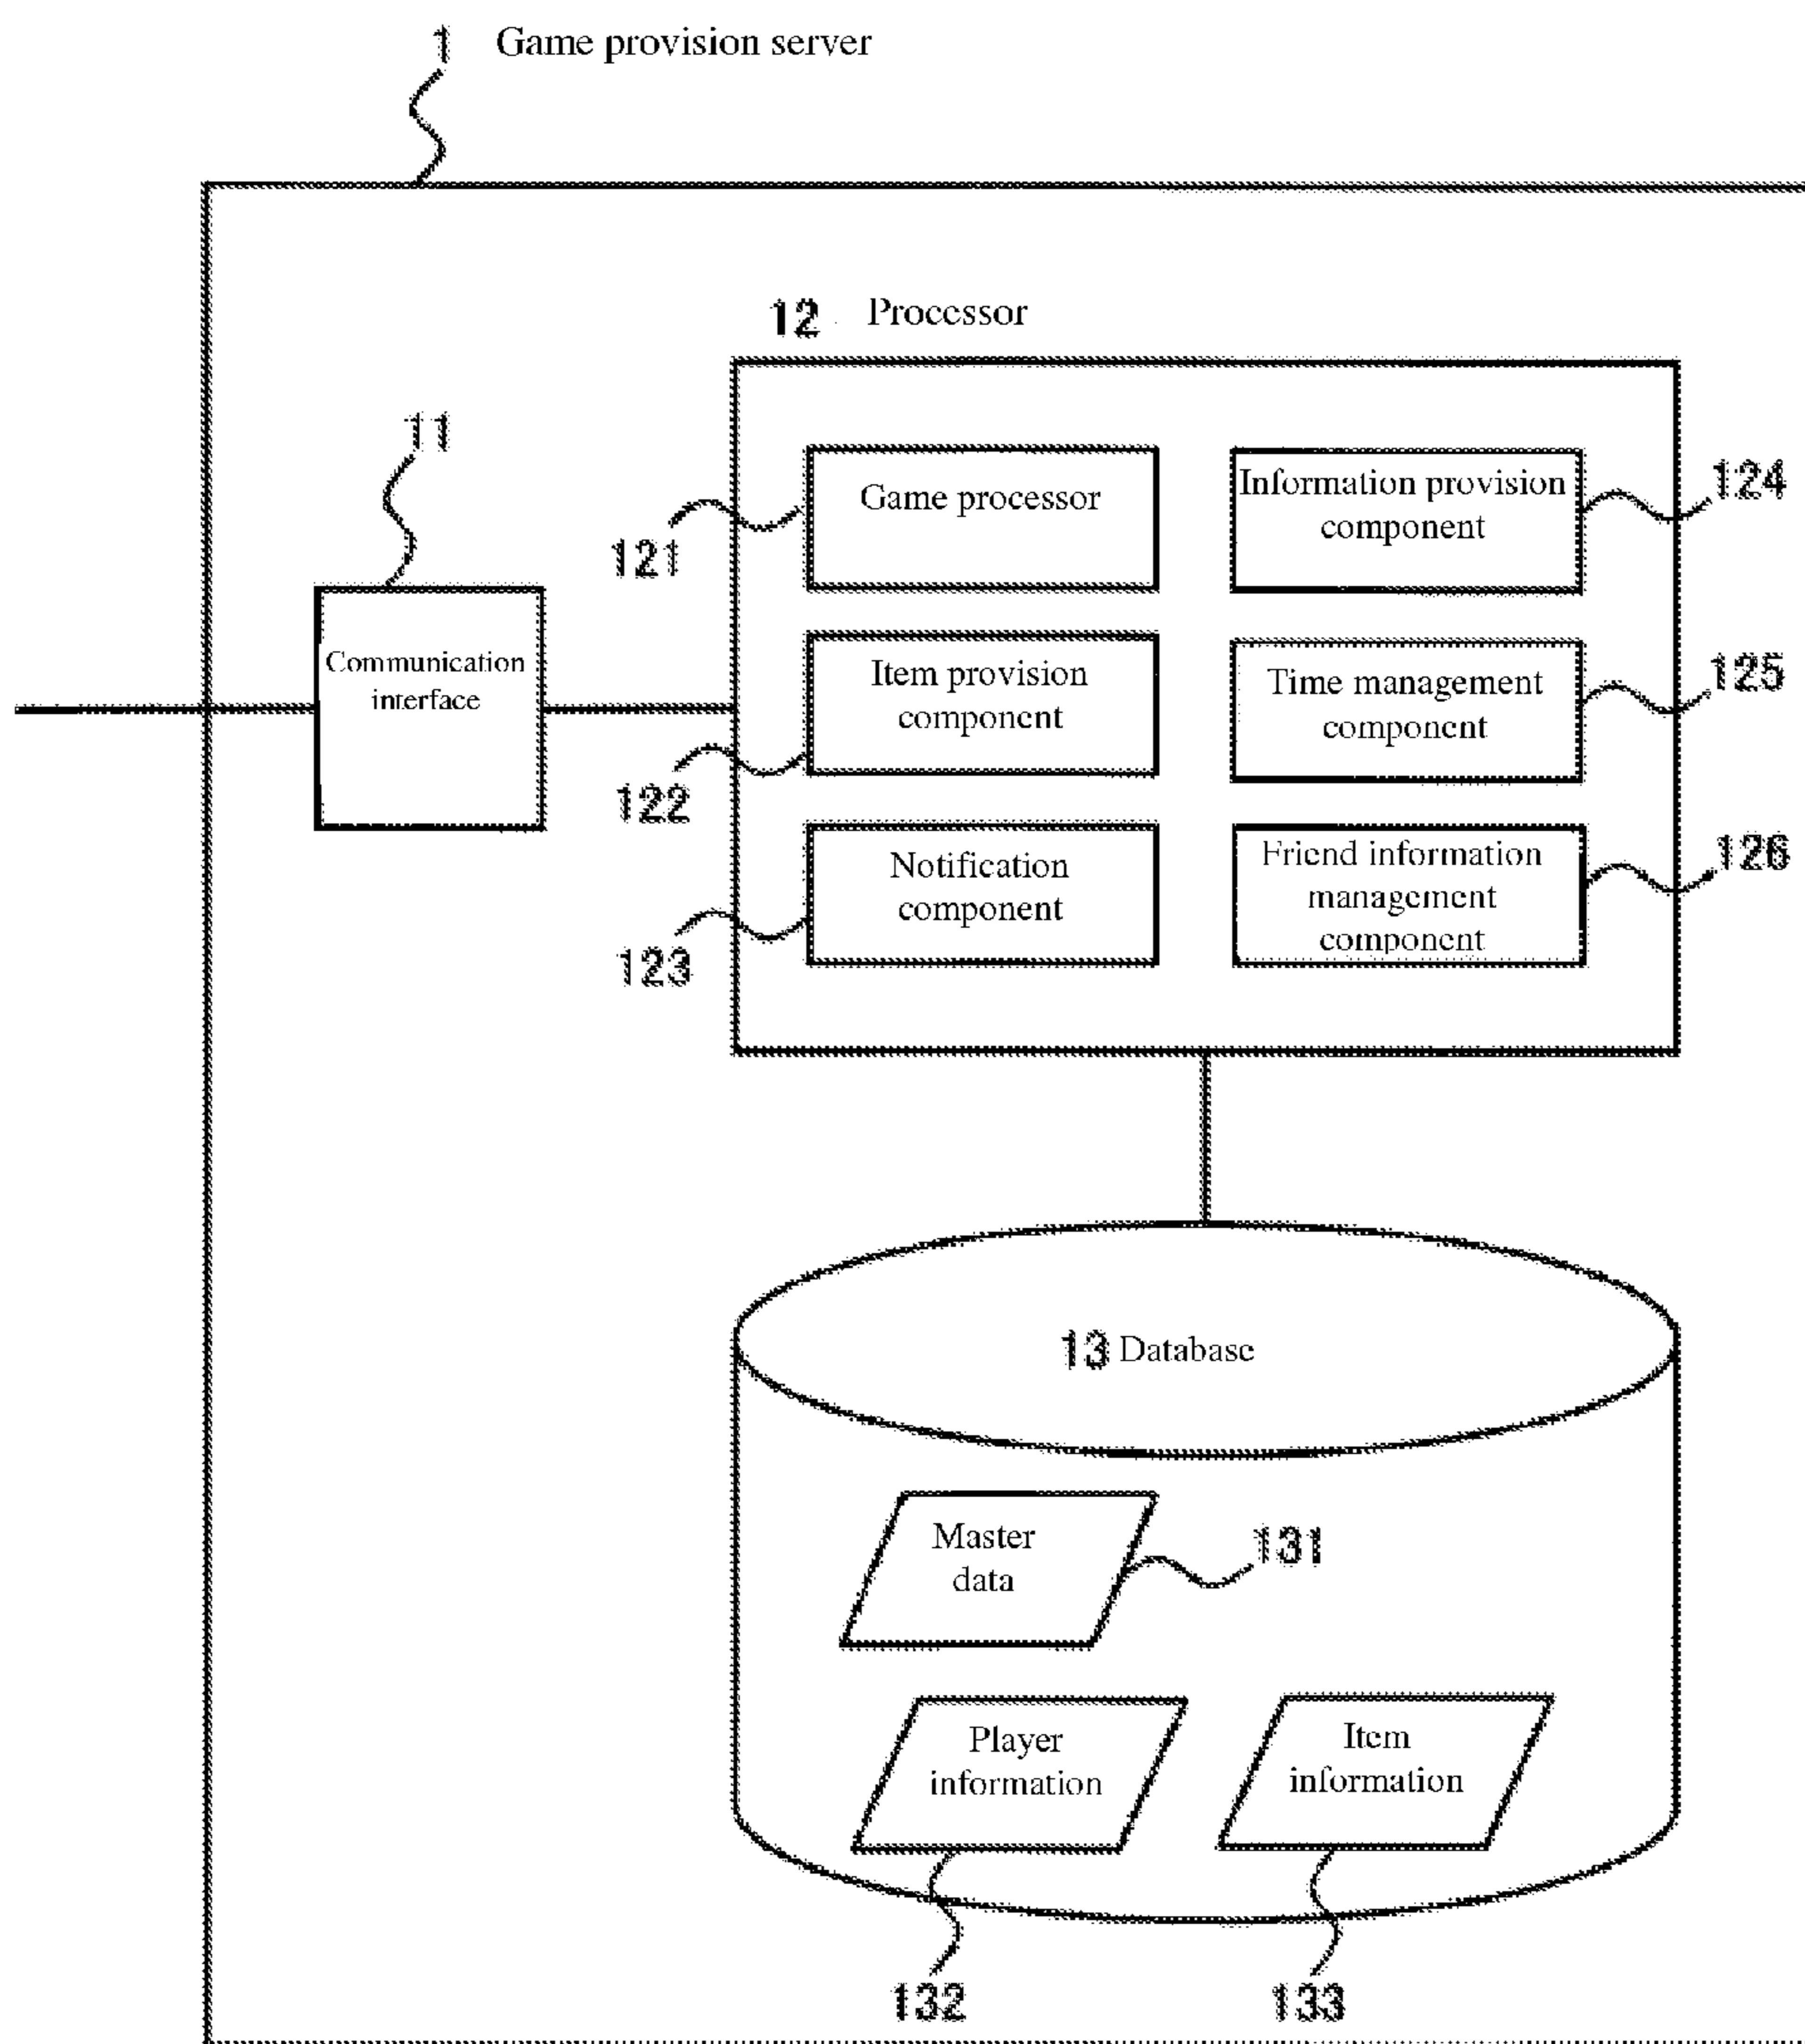 1 Game provision server
12 Processor
11
Communication
interface
Game processor
121
Item provision
component
122
Notification
component
123
Information provision
component
124
Time management
component
125
Friend information
management
component
126
13 Database
Master
data
131
Player
information
132
Item
information
133